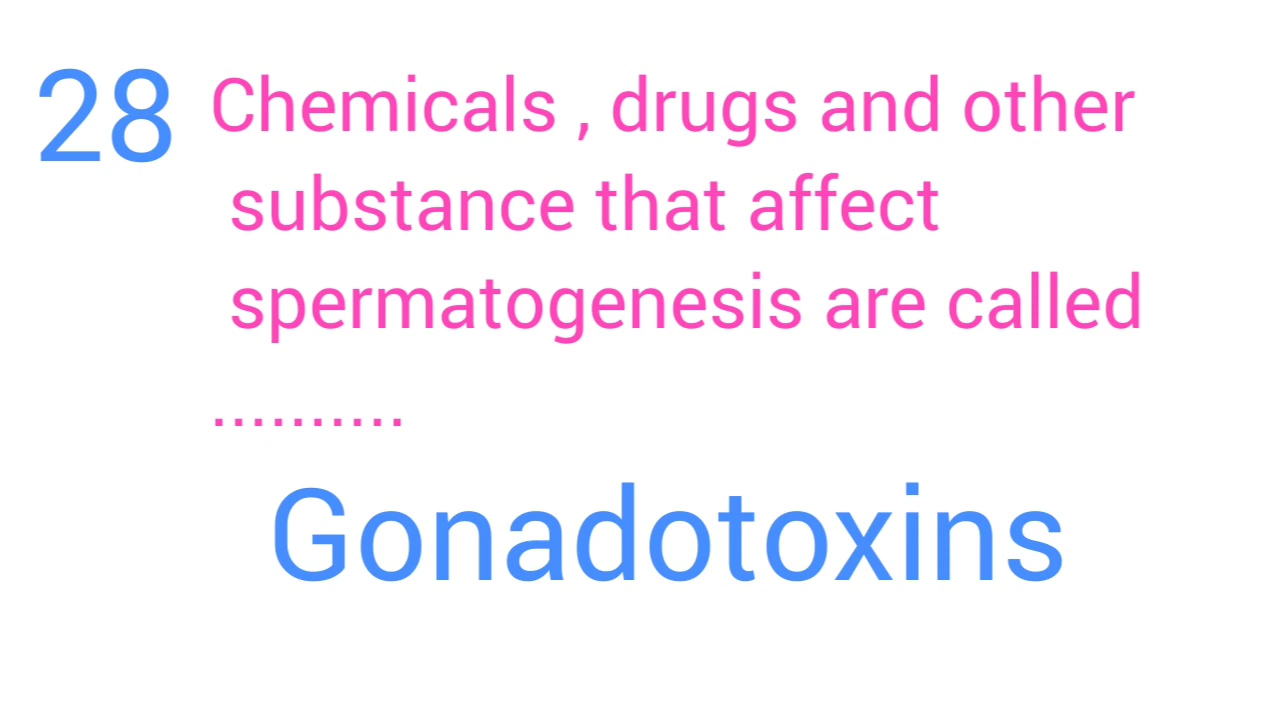 28 Chemicals , drugs and other
substance that affect
spermatogenesis are called
..........
Gonadotoxins